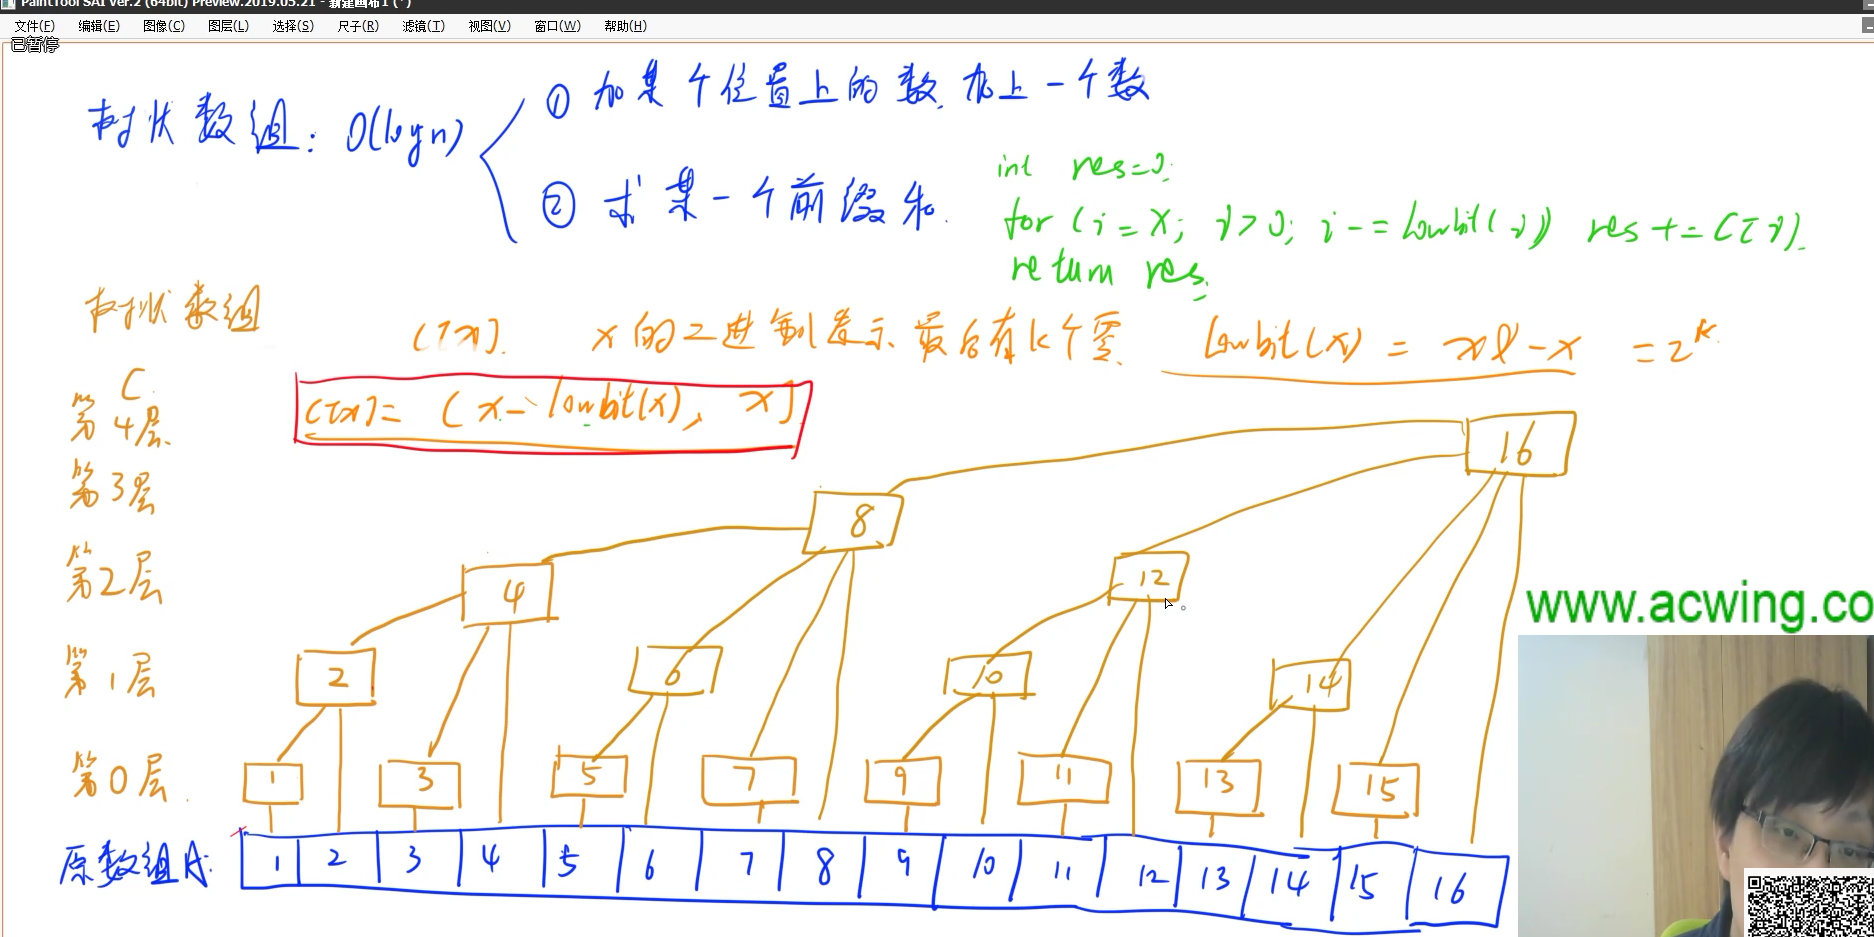 PaintTool SAI Ver.2 (64bit) Preview.2019.05.21 - 新建画布1 (*)
文件(F) 编辑(E) 图像(C) 图层(L) 选择(S) 尺子(R) 滤镜(T) 视图(V) 窗口(W) 帮助(H)
已暂停
树状数组: O(logn)
① 加某个位置上的数, 加上一个数
② 求某一个前缀和.
int res=0;
for (i=x; i>0; i-=lowbit(i)) res+=C[i];
return res;
树状数组
C[x]. x的二进制表示最后有k个零. lowbit(x) = x&-x = 2^k.
C
C[x]= (x-lowbit(x), x]
第4层.
16
第3层
8
第2层
4 12
www.acwing.co
第1层
2 6 10 14
第0层.
1 3 5 7 9 11 13 15
原数组A:
1 2 3 4 5 6 7 8 9 10 11 12 13 14 15 16